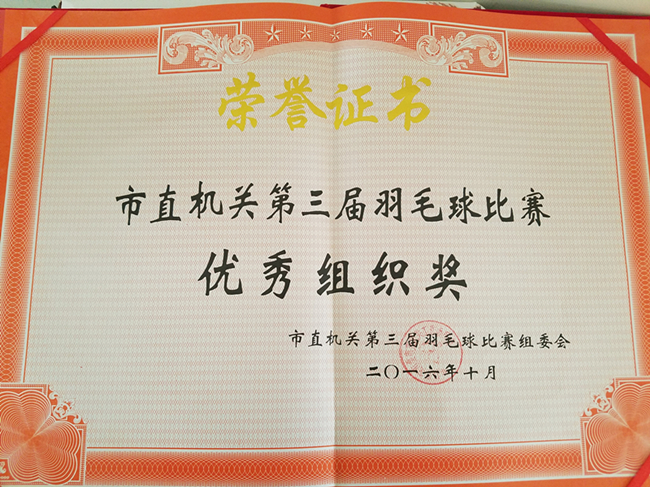 荣誉证书
市直机关第三届羽毛球比赛
优秀组织奖
市直机关第三届羽毛球比赛组委会
二〇一六年十月